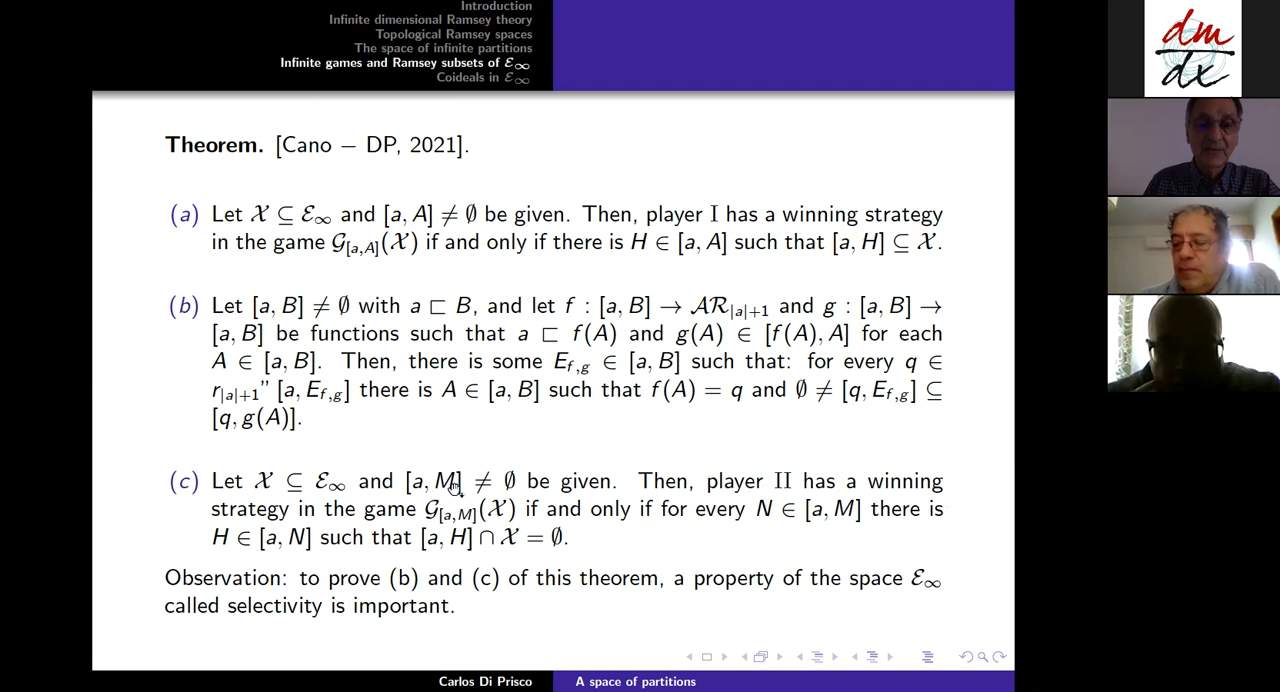 Introduction
Infinite dimensional Ramsey theory
Topological Ramsey spaces
The space of infinite partitions
Infinite games and Ramsey subsets of ℰ∞
Coideals in ℰ∞
dm
dx
Theorem. [Cano − DP, 2021].
(a) Let 𝒳 ⊆ ℰ∞ and [a, A] ≠ ∅ be given. Then, player I has a winning strategy
in the game 𝒢[a,A](𝒳) if and only if there is H ∈ [a, A] such that [a, H] ⊆ 𝒳.
(b) Let [a, B] ≠ ∅ with a ⊏ B, and let f : [a, B] → 𝒜ℛ|a|+1 and g : [a, B] →
[a, B] be functions such that a ⊏ f(A) and g(A) ∈ [f(A), A] for each
A ∈ [a, B]. Then, there is some Ef,g ∈ [a, B] such that: for every q ∈
r|a|+1" [a, Ef,g] there is A ∈ [a, B] such that f(A) = q and ∅ ≠ [q, Ef,g] ⊆
[q, g(A)].
(c) Let 𝒳 ⊆ ℰ∞ and [a, M] ≠ ∅ be given. Then, player II has a winning
strategy in the game 𝒢[a,M](𝒳) if and only if for every N ∈ [a, M] there is
H ∈ [a, N] such that [a, H] ∩ 𝒳 = ∅.
Observation: to prove (b) and (c) of this theorem, a property of the space ℰ∞
called selectivity is important.
Carlos Di Prisco
A space of partitions